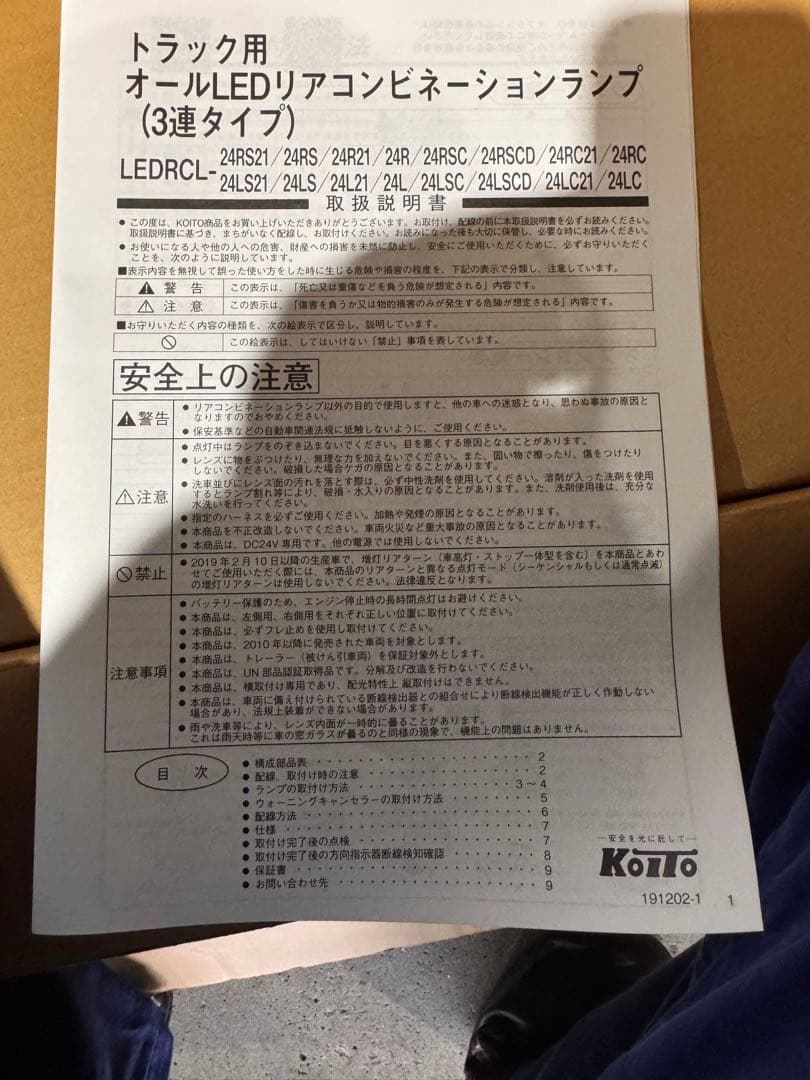 トラック用
オールLEDリアコンビネーションランプ
(3連タイプ)
LEDRCL-
24RS21/24RS/24R21/24R/24RSC/24RSCD/24RC21/24RC
24LS21/24LS/24L21/24L/24LSC/24LSCD/24LC21/24LC
取扱説明書
● この度は、KOITO商品をお買い上げいただきありがとうございます。お取付け、配線の前に本取扱説明書を必ずお読みください。
取扱説明書に基づき、まちがいなく配線し、お取付けください。お読みになった後も大切に保管し、必要な時にお読みください。
● お使いになる人や他の人への危害、財産への損害を未然に防止し、安全にご使用いただくために、必ずお守りいただく
ことを、次のように説明しています。
■表示内容を無視して誤った使い方をした時に生じる危険や損害の程度を、下記の表示で分類し、注意しています。
警告 この表示は、「死亡又は重傷などを負う危険が想定される」内容です。
注意 この表示は、「傷害を負うか又は物的損害のみが発生する危険が想定される」内容です。
■お守りいただく内容の種類を、次の絵表示で区分し、説明しています。
この絵表示は、してはいけない「禁止」事項を表しています。
安全上の注意
警告
● リアコンビネーションランプ以外の目的で使用しますと、他の車への迷惑となり、思わぬ事故の原因と
なりますのでおやめください。
● 保安基準などの自動車関連法規に抵触しないように、ご使用ください。
注意
● 点灯中はランプをのぞき込まないでください。目を悪くする原因となることがあります。
● レンズに物をぶつけたり、無理な力を加えないでください。また、固い物で擦ったり、傷をつけたり
しないでください。破損した場合ケガの原因となることがあります。
● 洗車並びにレンズ面の汚れを落とす際は、必ず中性洗剤を使用してください。溶剤が入った洗剤を使用
するとランプ割れ等により、破損・水入りの原因となることがあります。また、洗剤使用後は、充分な
水洗いを行ってください。
● 指定のハーネスを必ずご使用ください。加熱や発煙の原因となることがあります。
● 本商品を不正改造しないでください。車両火災など重大事故の原因となることがあります。
● 本商品は、DC24V専用です。他の電源では使用しないでください。
禁止
● 2019年2月10日以降の生産車で、増灯リアターン（車高灯・ストップ一体型を含む）を本商品とあわ
せてご使用いただく際には、本商品のリアターンと異なる点灯モード（シーケンシャルもしくは通常点滅）
の増灯リアターンは使用しないでください。法律違反となります。
注意事項
● バッテリー保護のため、エンジン停止時の長時間点灯はお避けください。
● 本商品は、左側用、右側用をそれぞれ正しい位置に取付けてください。
● 本商品は、必ずフレ止めを使用し取付けてください。
● 本商品は、2010年以降に発売された車両を対象とします。
● 本商品は、トレーラー（被けん引車両）を保証対象外とします。
● 本商品は、UN部品認証取得品です。分解及び改造を行わないでください。
● 本商品は、横取付け専用であり、配光特性上 縦取付けはできません。
● 本商品は、車両に備え付けられている断線検出器との組合せにより断線検出機能が正しく作動しない
場合があり、法規上装着ができない場合があります。
● 雨や洗車等により、レンズ内面が一時的に曇ることがあります。
これは雨天時等に車の窓ガラスが曇るのと同様の現象で、機能上の問題はありません。
目次
● 構成部品表 ・・・・・・・・・・ 2
● 配線、取付け時の注意 ・・・・・・・・・・ 2
● ランプの取付け方法 ・・・・・・・・・・ 3～4
● ウォーニングキャンセラーの取付け方法 ・・・・・・・・ 5
● 配線方法 ・・・・・・・・・・ 6
● 仕様 ・・・・・・・・・・ 7
● 取付け完了後の点検 ・・・・・・・・・・ 7
● 取付け完了後の方向指示器断線検知確認 ・・・・・・・・ 8
● 保証書 ・・・・・・・・・・ 9
● お問い合わせ先 ・・・・・・・・・・ 9
―安全を光に託して―
KOITO
191202-1 1